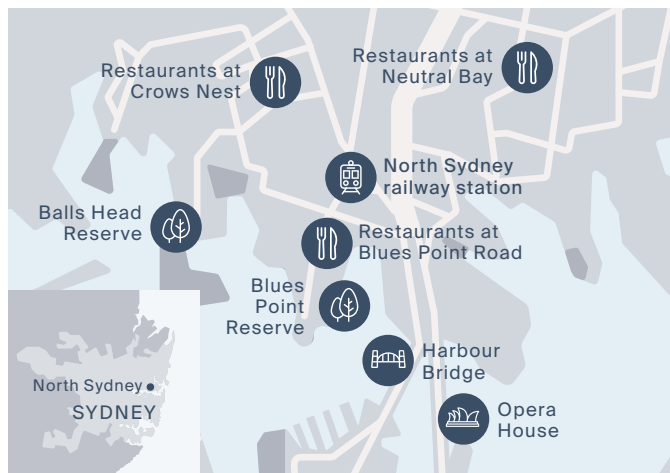 Restaurants at
Crows Nest
Restaurants at
Neutral Bay
North Sydney
railway station
Balls Head
Reserve
Restaurants at
Blues Point Road
Blues
Point
Reserve
Harbour
Bridge
North Sydney
SYDNEY
Opera
House